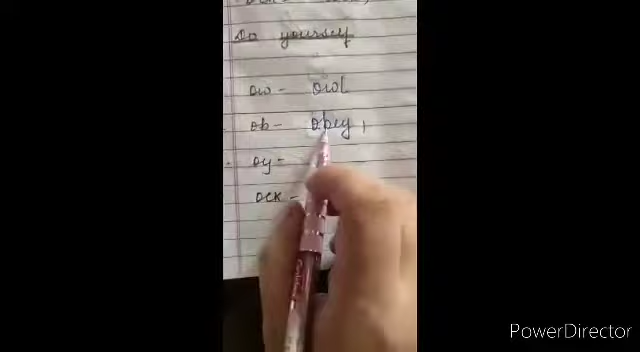 Do yourself
ow - owl
ob - obey,
oy -
ock -
PowerDirector